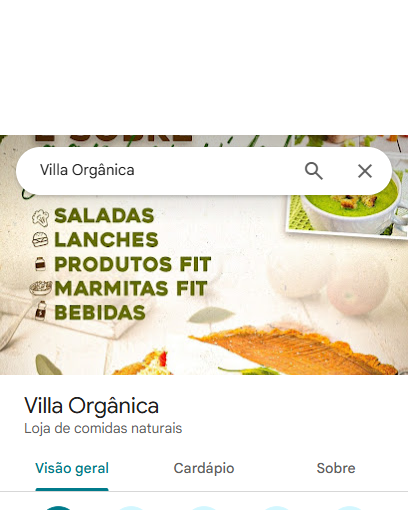 Villa Orgânica
SALADAS
LANCHES
PRODUTOS FIT
MARMITAS FIT
BEBIDAS
Villa Orgânica
Loja de comidas naturais
Visão geral Cardápio Sobre